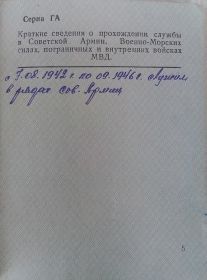 Серия ГА
Краткие сведения о прохождении службы
в Советской Армии, Военно-Морских
силах, пограничных и внутренних войсках
МВД.
с 7.08.1942 г. по 09.1946 г. служил
в рядах Сов. Армии
5